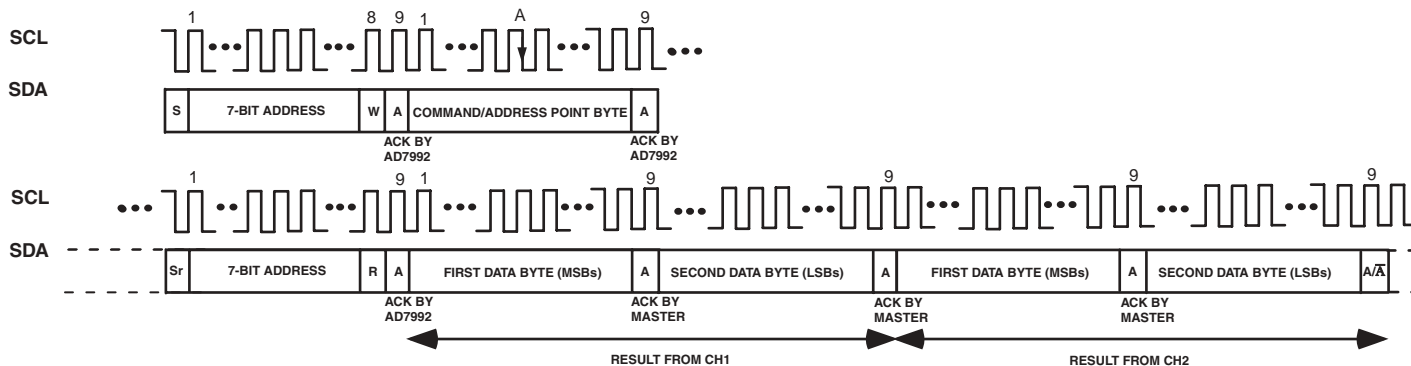 1 8 9 1 A 9
SCL
SDA
S 7-BIT ADDRESS W A COMMAND/ADDRESS POINT BYTE A
ACK BY AD7992
ACK BY AD7992
1 9 1 9 9 9 9
SCL
SDA
Sr 7-BIT ADDRESS R A FIRST DATA BYTE (MSBs) A SECOND DATA BYTE (LSBs) A FIRST DATA BYTE (MSBs) A SECOND DATA BYTE (LSBs) A/A̅
ACK BY AD7992
ACK BY MASTER
ACK BY MASTER
ACK BY MASTER
RESULT FROM CH1 RESULT FROM CH2